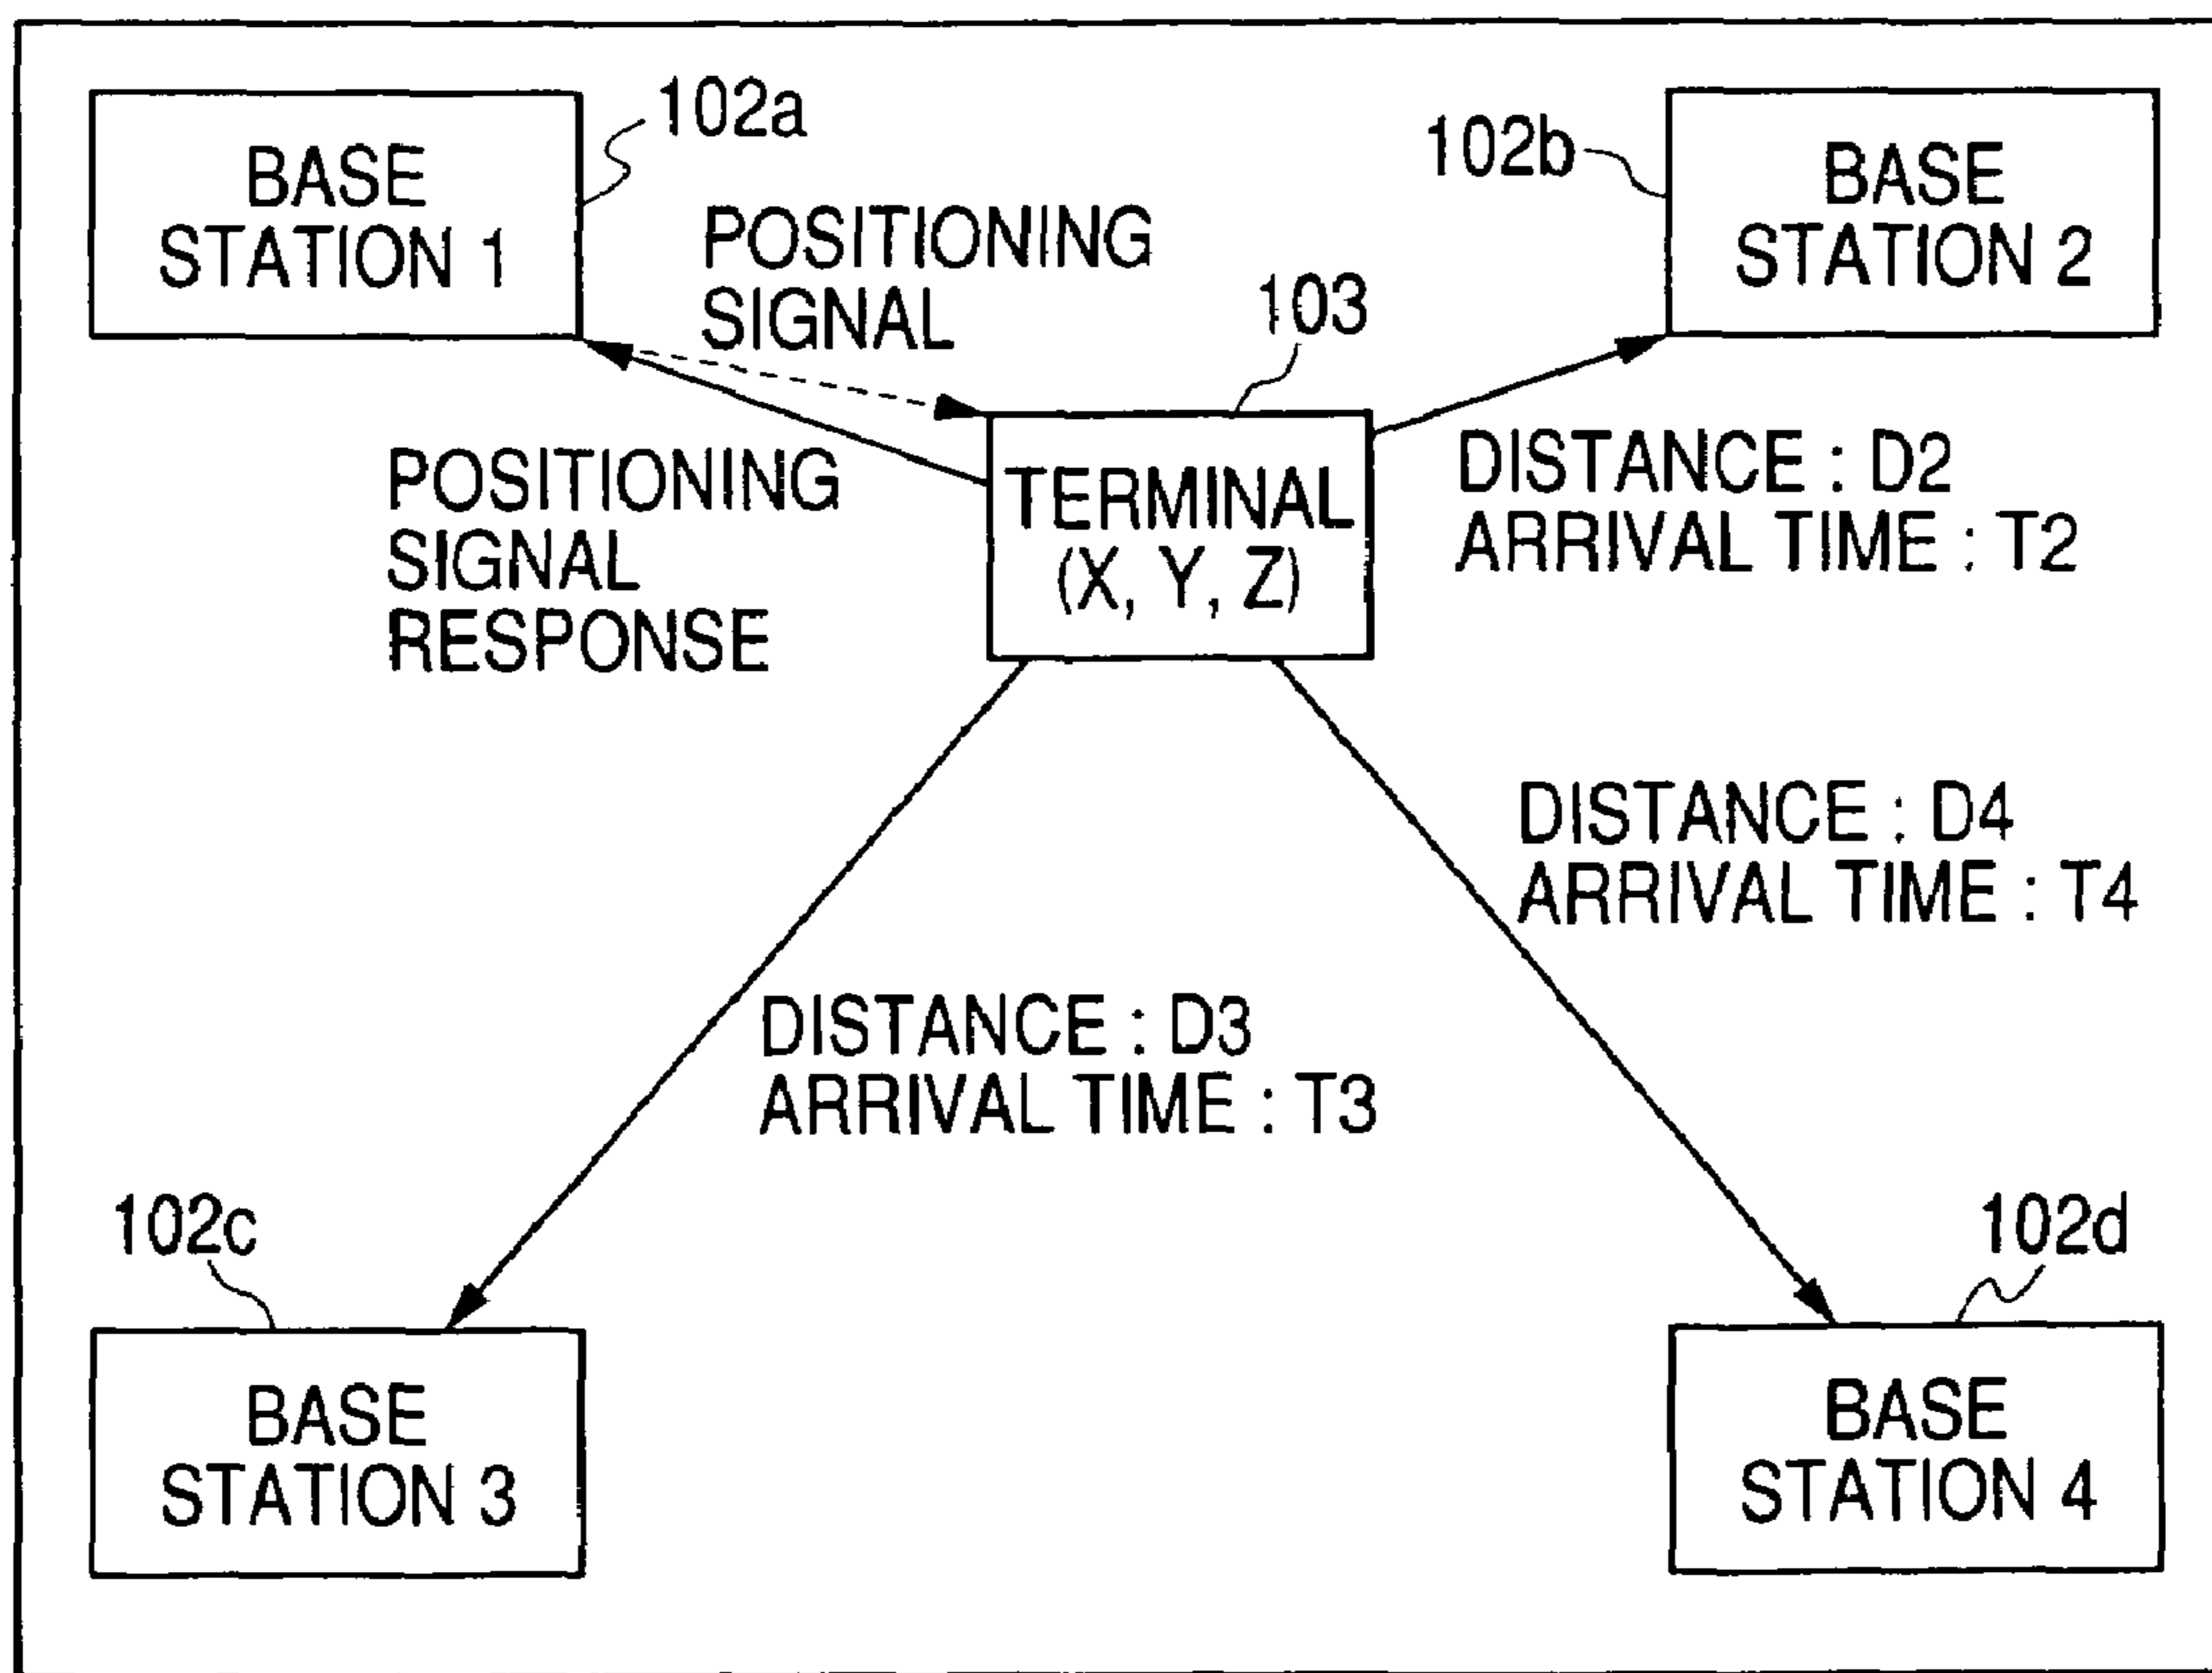 102a
BASE
STATION 1
102b
BASE
STATION 2
POSITIONING
SIGNAL
103
POSITIONING
SIGNAL
RESPONSE
TERMINAL
(X, Y, Z)
DISTANCE : D2
ARRIVAL TIME : T2
DISTANCE : D4
ARRIVAL TIME : T4
DISTANCE : D3
ARRIVAL TIME : T3
102c
BASE
STATION 3
102d
BASE
STATION 4